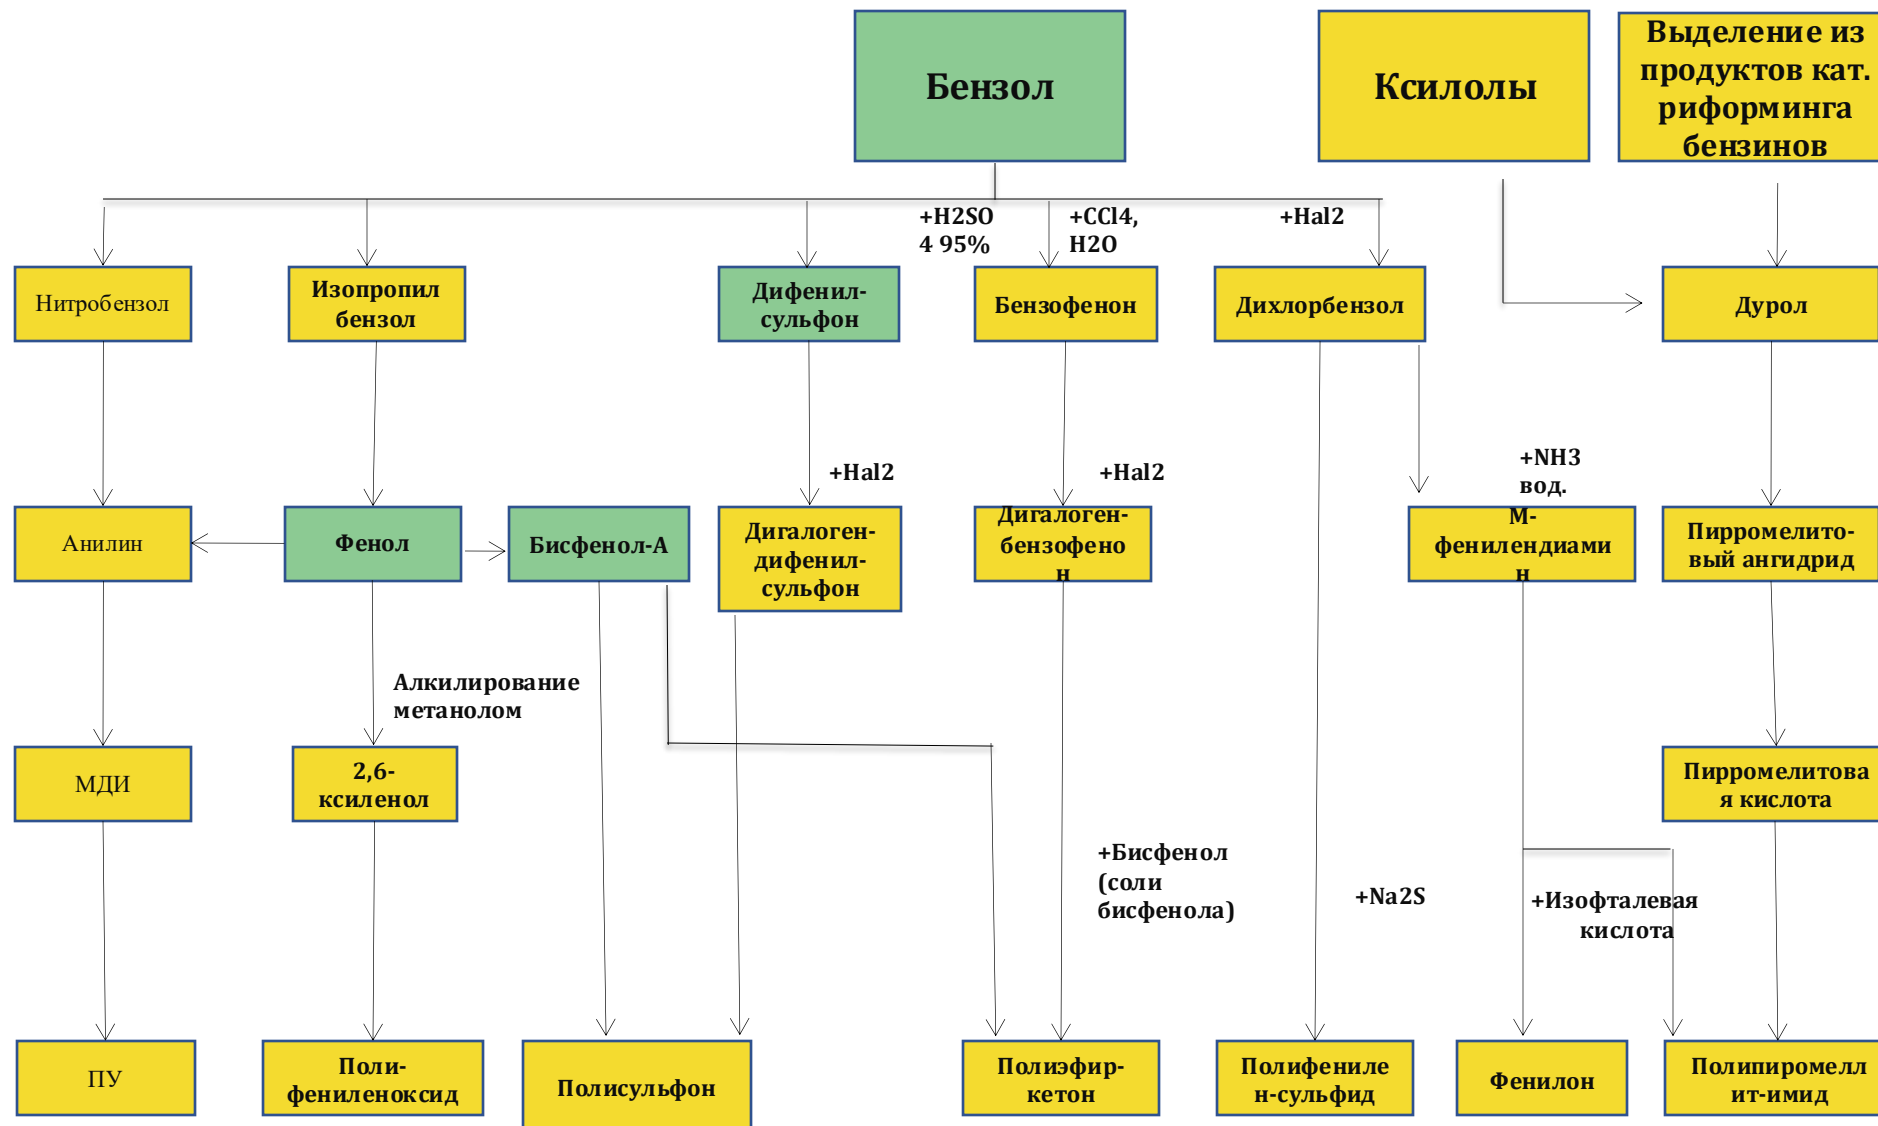 Бензол
Ксилолы
Выделение из
продуктов кат.
риформинга
бензинов
+H2SO
4 95%
+CCl4,
H2O
+Hal2
Нитробензол
Изопропил
бензол
Дифенил-
сульфон
Бензофенон
Дихлорбензол
Дурол
+Hal2
+Hal2
+NH3
вод.
Анилин
Фенол
Бисфенол-А
Дигалоген-
дифенил-
сульфон
Дигалоген-
бензофено
н
М-
фенилендиами
н
Пирромелито-
вый ангидрид
Алкилирование
метанолом
МДИ
2,6-
ксиленол
Пирромелитова
я кислота
+Бисфенол
(соли
бисфенола)
+Na2S
+Изофталевая
кислота
ПУ
Поли-
фениленоксид
Полисульфон
Полиэфир-
кетон
Полифениле
н-сульфид
Фенилон
Полипиромелл
ит-имид